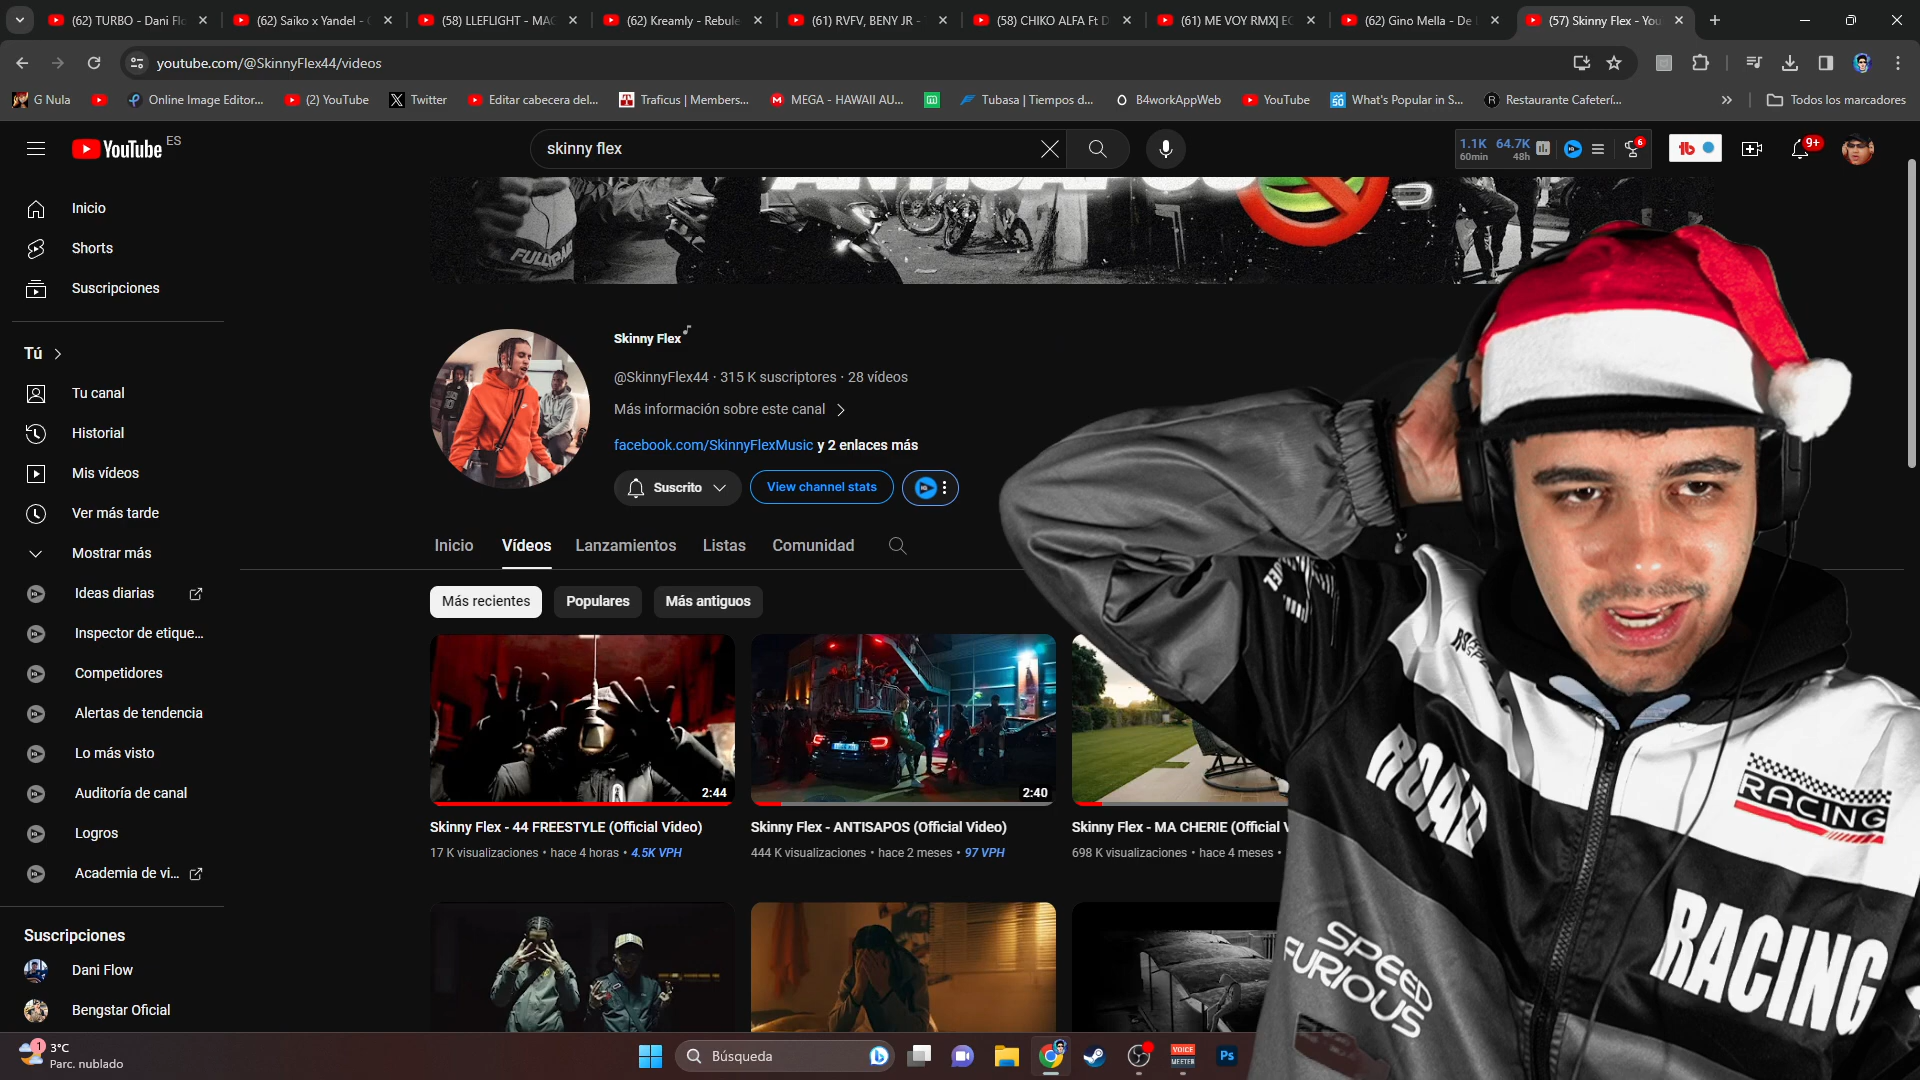 (62) TURBO - Dani Fl
(62) Saiko x Yandel -
(58) LLEFLIGHT - MA
(62) Kreamly - Rebule
(61) RVFV, BENY JR -
(58) CHIKO ALFA Ft D
(61) ME VOY RMX| E
(62) Gino Mella - De
(57) Skinny Flex - You
youtube.com/@SkinnyFlex44/videos
G Nula
Online Image Editor...
(2) YouTube
Twitter
Editar cabecera del...
Traficus | Members...
MEGA - HAWAII AU...
Tubasa | Tiempos d...
B4workAppWeb
YouTube
What's Popular in S...
Restaurante Cafeterí...
Todos los marcadores
YouTube ES
skinny flex
1.1K 64.7K
60min 48h
6
9+
Inicio
Shorts
Suscripciones
Tú
Tu canal
Historial
Mis vídeos
Ver más tarde
Mostrar más
Ideas diarias
Inspector de etique...
Competidores
Alertas de tendencia
Lo más visto
Auditoría de canal
Logros
Academia de vi...
Suscripciones
Dani Flow
Bengstar Oficial
Skinny Flex
@SkinnyFlex44 · 315 K suscriptores · 28 vídeos
Más información sobre este canal
facebook.com/SkinnyFlexMusic y 2 enlaces más
Suscrito
View channel stats
Inicio
Vídeos
Lanzamientos
Listas
Comunidad
Más recientes
Populares
Más antiguos
2:44
2:40
Skinny Flex - 44 FREESTYLE (Official Video)
17 K visualizaciones • hace 4 horas • 4.5K VPH
Skinny Flex - ANTISAPOS (Official Video)
444 K visualizaciones • hace 2 meses • 97 VPH
Skinny Flex - MA CHERIE (Official V
698 K visualizaciones • hace 4 meses •
ROAD
RACING
RACING
SPEED
FURIOUS
1
3°C
Parc. nublado
Búsqueda
VOICE
MEETER
Ps